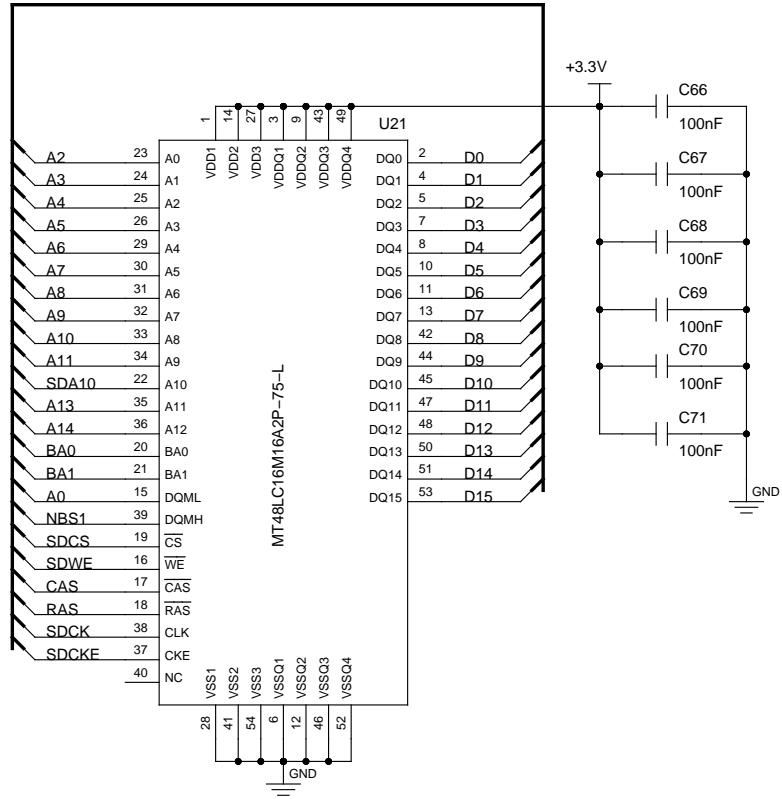 +3.3V
C66
100nF
C67
100nF
C68
100nF
C69
100nF
C70
100nF
C71
100nF
GND
U21
1 14 27 3 9 43 49
VDD1 VDD2 VDD3 VDDQ1 VDDQ2 VDDQ3 VDDQ4
A2 23 A0 DQ0 2 D0
A3 24 A1 DQ1 4 D1
A4 25 A2 DQ2 5 D2
A5 26 A3 DQ3 7 D3
A6 29 A4 DQ4 8 D4
A7 30 A5 DQ5 10 D5
A8 31 A6 DQ6 11 D6
A9 32 A7 DQ7 13 D7
A10 33 A8 DQ8 42 D8
A11 34 A9 DQ9 44 D9
SDA10 22 A10 DQ10 45 D10
A13 35 A11 DQ11 47 D11
A14 36 A12 DQ12 48 D12
BA0 20 BA0 DQ13 50 D13
BA1 21 BA1 DQ14 51 D14
A0 15 DQML DQ15 53 D15
NBS1 39 DQMH
SDCS 19 CS
SDWE 16 WE
CAS 17 CAS
RAS 18 RAS
SDCK 38 CLK
SDCKE 37 CKE
40 NC
MT48LC16M16A2P-75-L
VSS1 VSS2 VSS3 VSSQ1 VSSQ2 VSSQ3 VSSQ4
28 41 54 6 12 46 52
GND